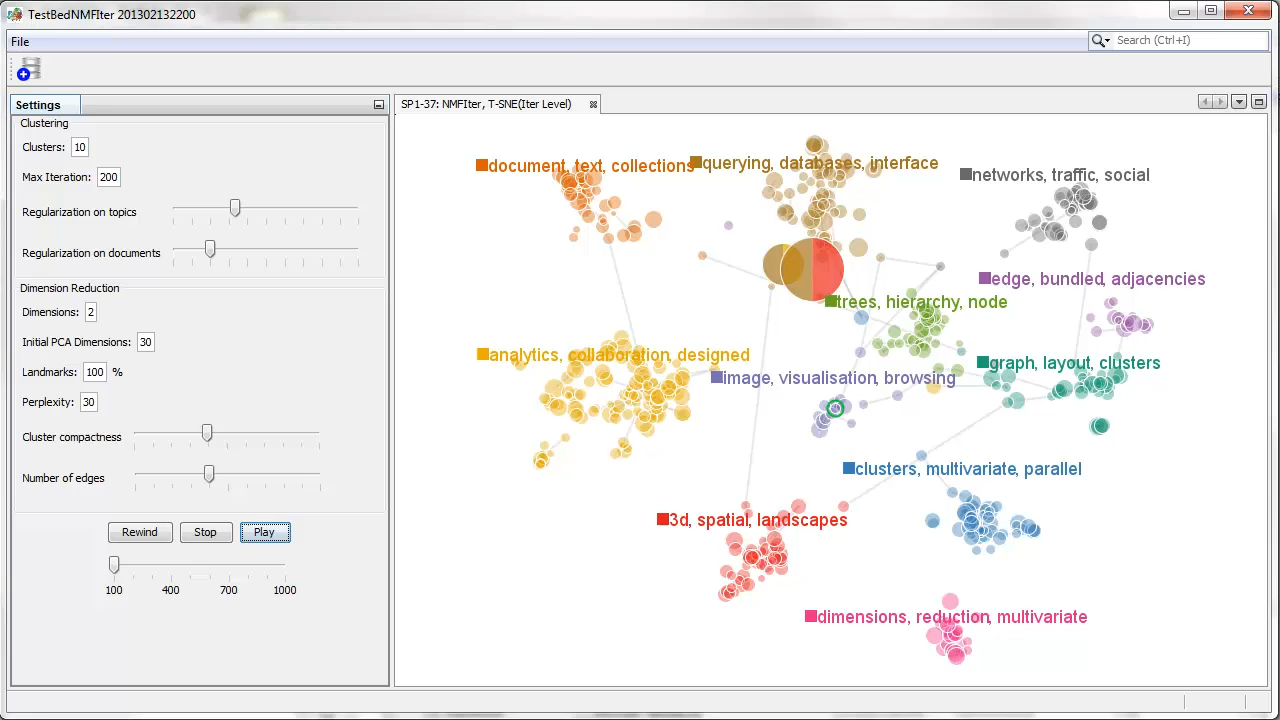 TestBedNMFIter 201302132200
File
Search (Ctrl+I)
Settings
SP1-37: NMFIter, T-SNE(Iter Level)
Clustering
Clusters: 10
Max Iteration: 200
Regularization on topics
Regularization on documents
Dimension Reduction
Dimensions: 2
Initial PCA Dimensions: 30
Landmarks: 100 %
Perplexity: 30
Cluster compactness
Number of edges
Rewind Stop Play
100 400 700 1000
document, text, collections
querying, databases, interface
networks, traffic, social
edge, bundled, adjacencies
trees, hierarchy, node
analytics, collaboration, designed
image, visualisation, browsing
graph, layout, clusters
clusters, multivariate, parallel
3d, spatial, landscapes
dimensions, reduction, multivariate